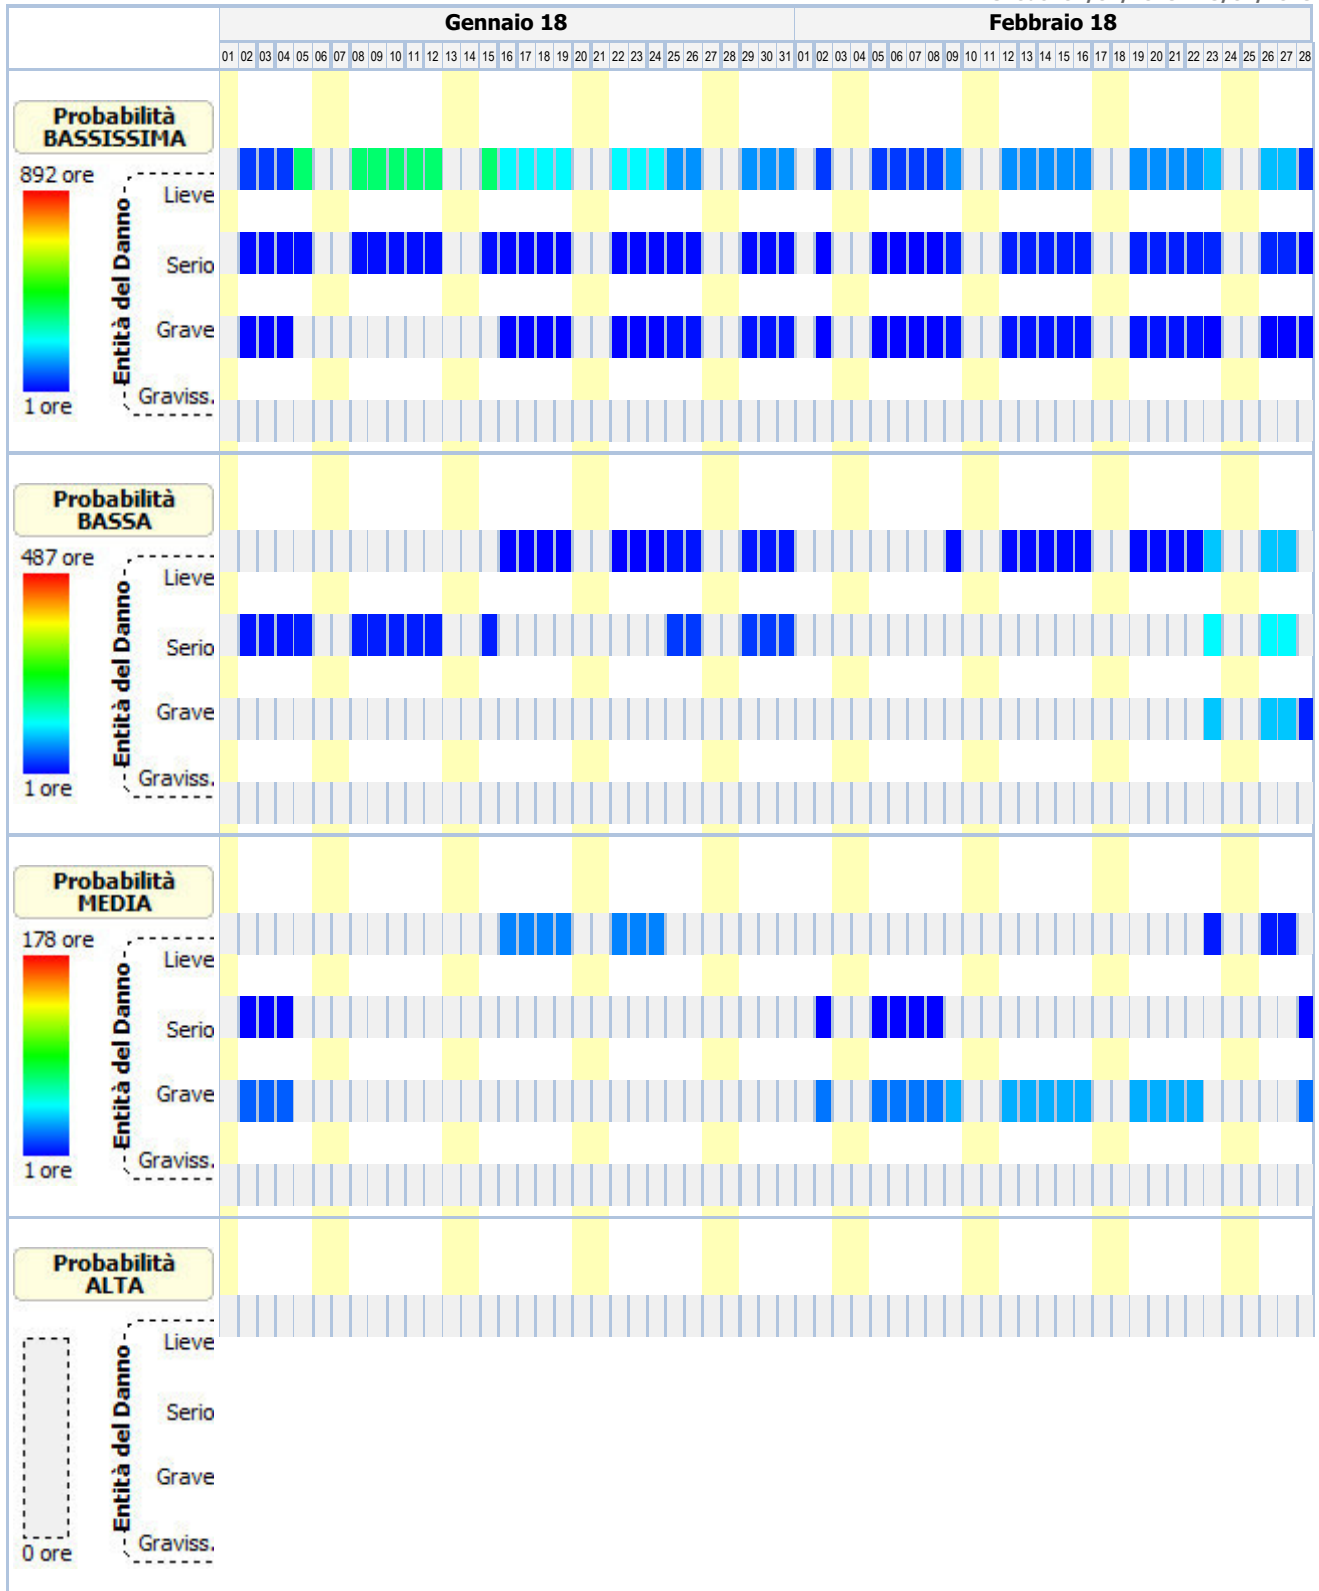 Gennaio 18 Febbraio 18
01 02 03 04 05 06 07 08 09 10 11 12 13 14 15 16 17 18 19 20 21 22 23 24 25 26 27 28 29 30 31 01 02 03 04 05 06 07 08 09 10 11 12 13 14 15 16 17 18 19 20 21 22 23 24 25 26 27 28
Probabilità
BASSISSIMA
892 ore
Entità del Danno
Lieve
Serio
Grave
Graviss.
1 ore
Probabilità
BASSA
487 ore
Entità del Danno
Lieve
Serio
Grave
Graviss.
1 ore
Probabilità
MEDIA
178 ore
Entità del Danno
Lieve
Serio
Grave
Graviss.
1 ore
Probabilità
ALTA
Entità del Danno
Lieve
Serio
Grave
Graviss.
0 ore